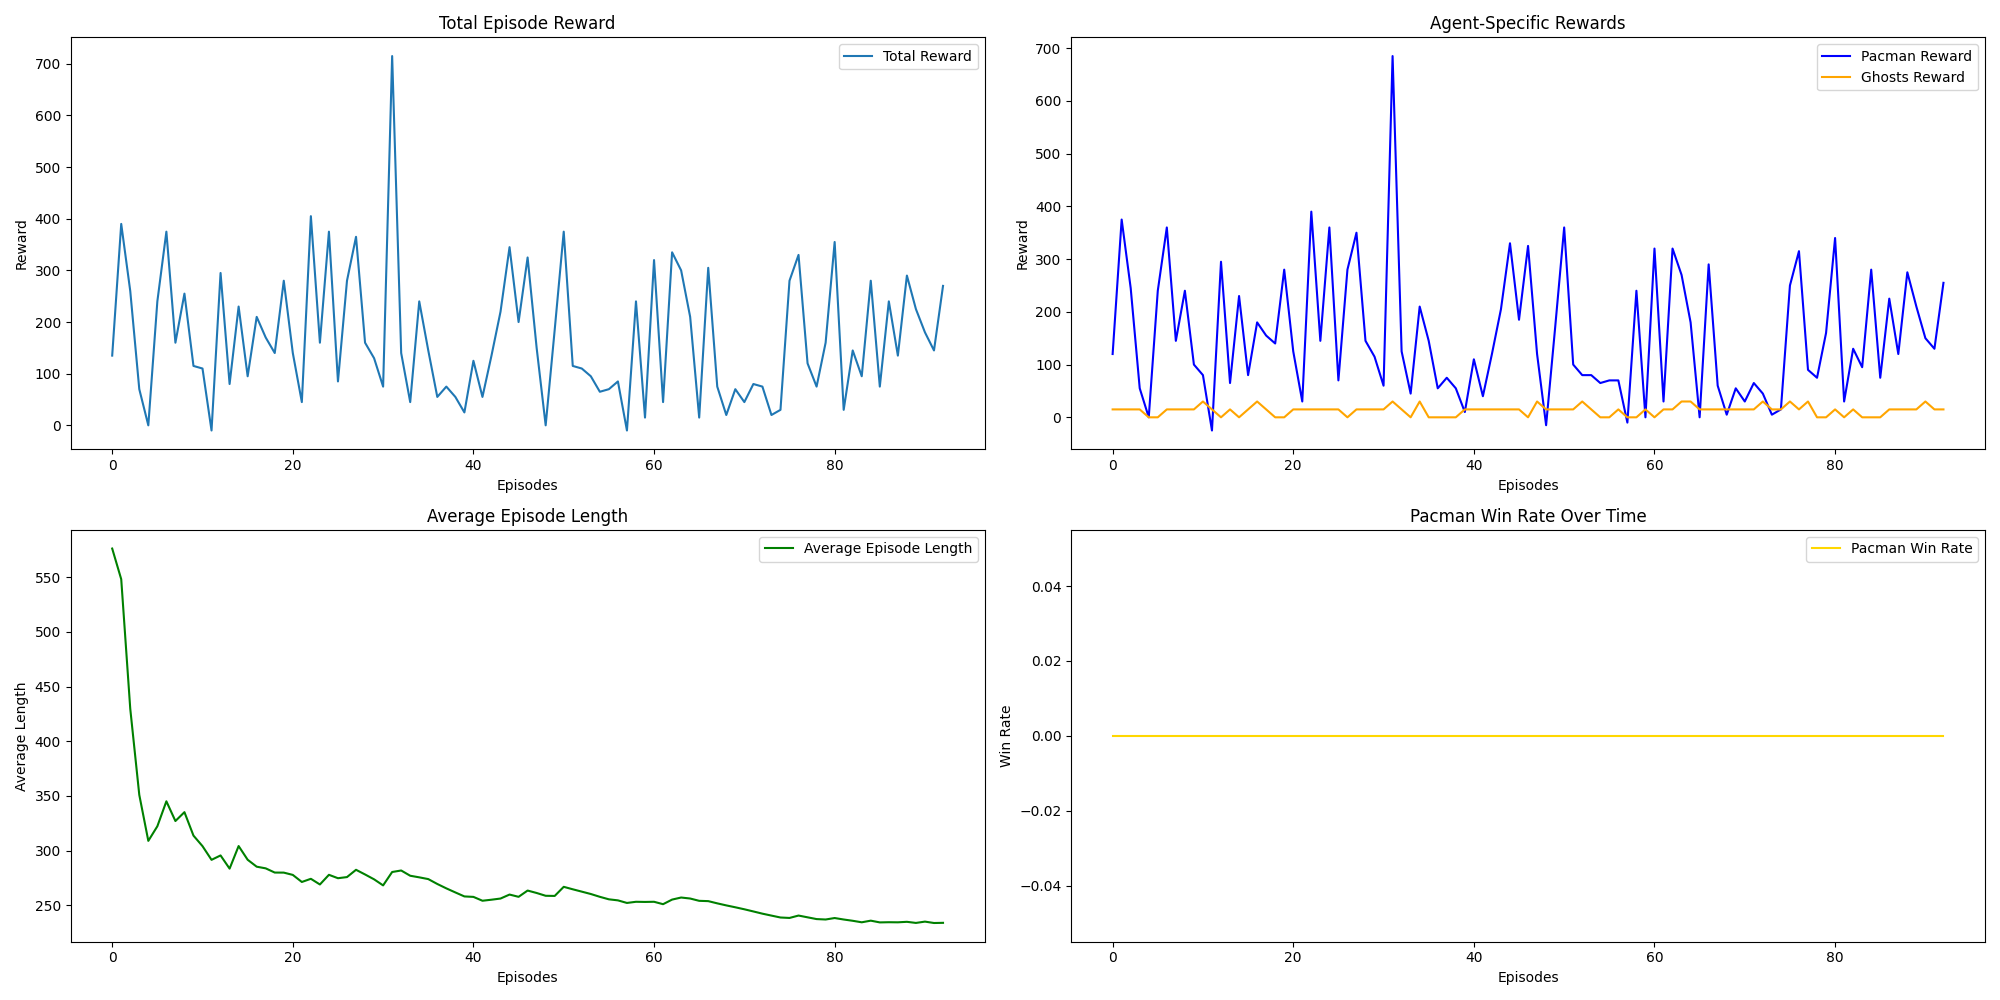 Total Episode Reward
Total Reward
700
600
500
400
300
200
100
0
Reward
0 20 40 60 80
Episodes
Agent-Specific Rewards
Pacman Reward
Ghosts Reward
700
600
500
400
300
200
100
0
Reward
0 20 40 60 80
Episodes
Average Episode Length
Average Episode Length
550
500
450
400
350
300
250
Average Length
0 20 40 60 80
Episodes
Pacman Win Rate Over Time
Pacman Win Rate
0.04
0.02
0.00
−0.02
−0.04
Win Rate
0 20 40 60 80
Episodes